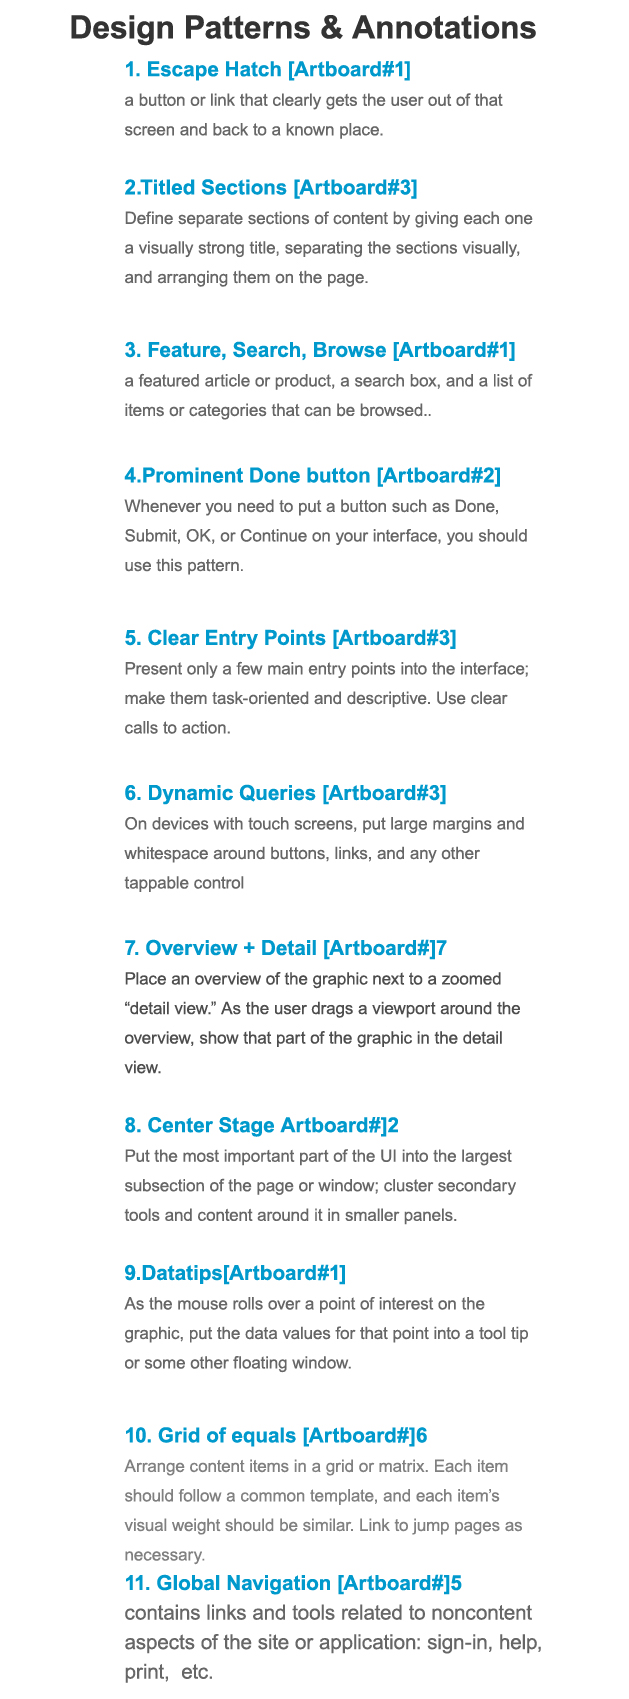 Design Patterns & Annotations
1. Escape Hatch [Artboard#1]
a button or link that clearly gets the user out of that
screen and back to a known place.
2.Titled Sections [Artboard#3]
Define separate sections of content by giving each one
a visually strong title, separating the sections visually,
and arranging them on the page.
3. Feature, Search, Browse [Artboard#1]
a featured article or product, a search box, and a list of
items or categories that can be browsed..
4.Prominent Done button [Artboard#2]
Whenever you need to put a button such as Done,
Submit, OK, or Continue on your interface, you should
use this pattern.
5. Clear Entry Points [Artboard#3]
Present only a few main entry points into the interface;
make them task-oriented and descriptive. Use clear
calls to action.
6. Dynamic Queries [Artboard#3]
On devices with touch screens, put large margins and
whitespace around buttons, links, and any other
tappable control
7. Overview + Detail [Artboard#]7
Place an overview of the graphic next to a zoomed
“detail view.” As the user drags a viewport around the
overview, show that part of the graphic in the detail
view.
8. Center Stage Artboard#]2
Put the most important part of the UI into the largest
subsection of the page or window; cluster secondary
tools and content around it in smaller panels.
9.Datatips[Artboard#1]
As the mouse rolls over a point of interest on the
graphic, put the data values for that point into a tool tip
or some other floating window.
10. Grid of equals [Artboard#]6
Arrange content items in a grid or matrix. Each item
should follow a common template, and each item’s
visual weight should be similar. Link to jump pages as
necessary.
11. Global Navigation [Artboard#]5
contains links and tools related to noncontent
aspects of the site or application: sign-in, help,
print,  etc.